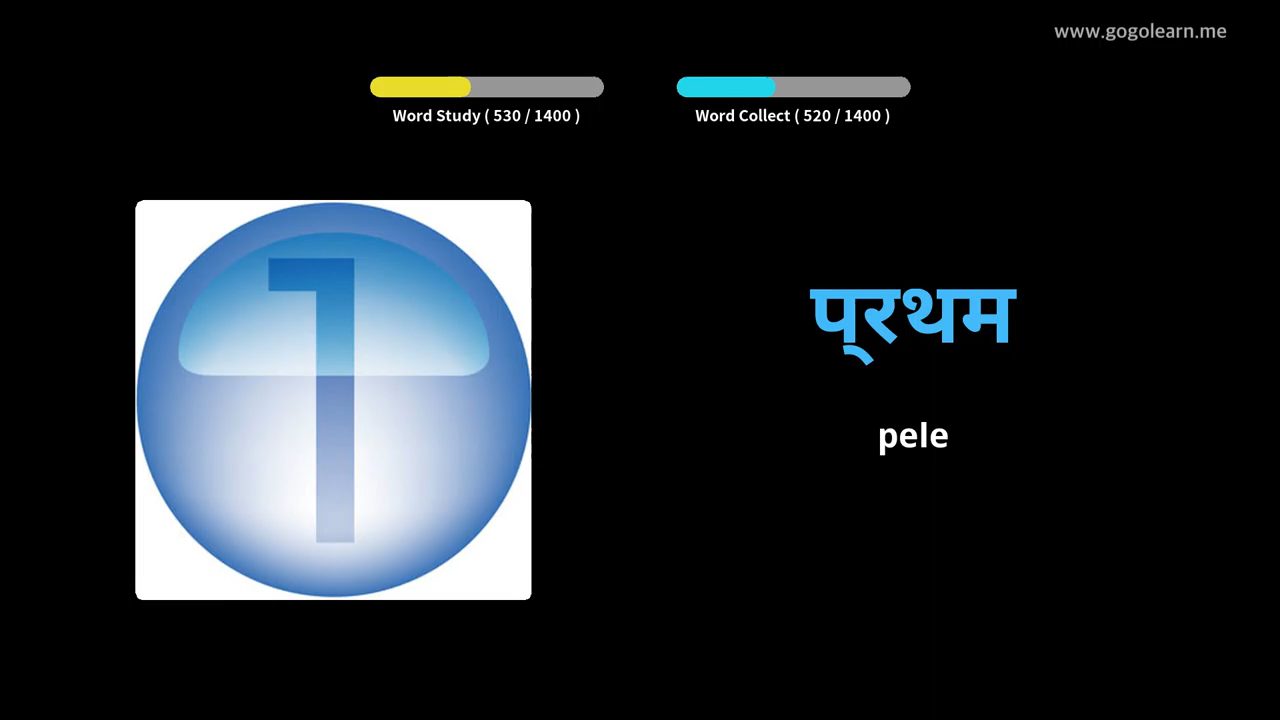 www.gogolearn.me
Word Study ( 530 / 1400 )
Word Collect ( 520 / 1400 )
1
प्रथम
pele